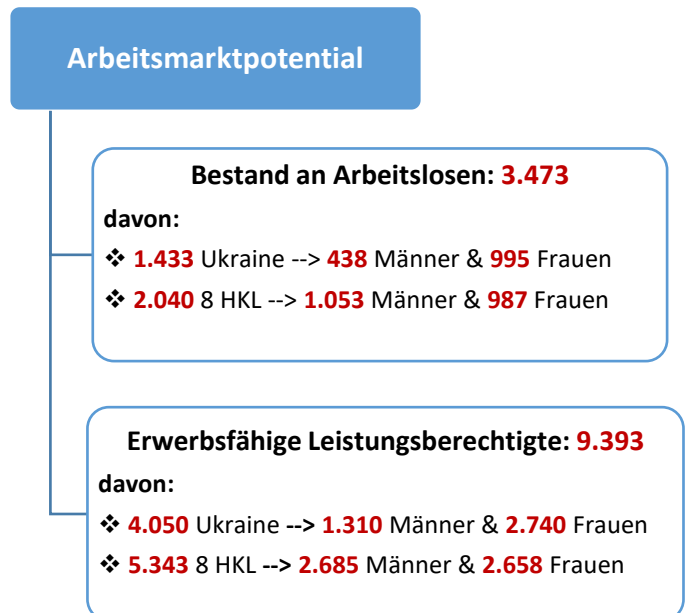 Arbeitsmarktpotential
Bestand an Arbeitslosen: 3.473
davon:
❖ 1.433 Ukraine --> 438 Männer & 995 Frauen
❖ 2.040 8 HKL --> 1.053 Männer & 987 Frauen
Erwerbsfähige Leistungsberechtigte: 9.393
davon:
❖ 4.050 Ukraine --> 1.310 Männer & 2.740 Frauen
❖ 5.343 8 HKL --> 2.685 Männer & 2.658 Frauen